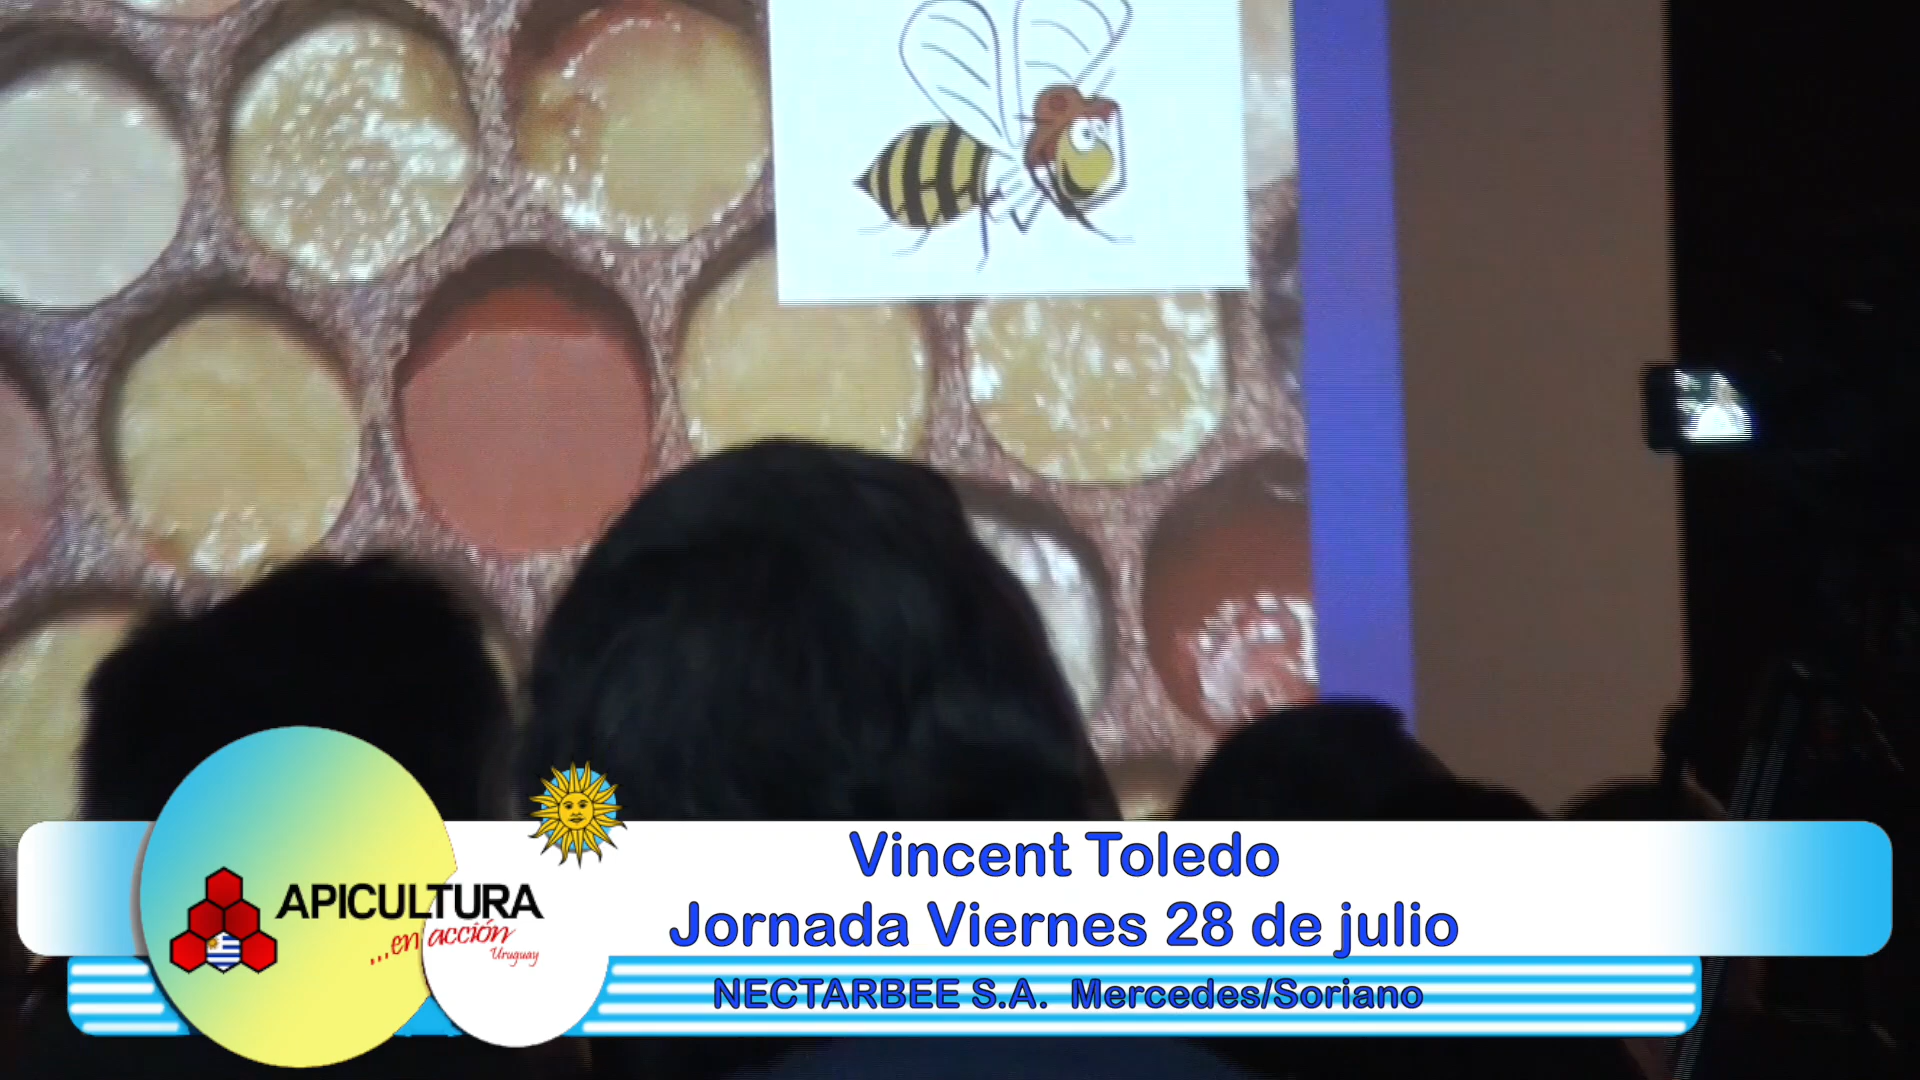 Vincent Toledo
Jornada Viernes 28 de julio
NECTARBEE S.A. Mercedes/Soriano
APICULTURA
...en acción
Uruguay